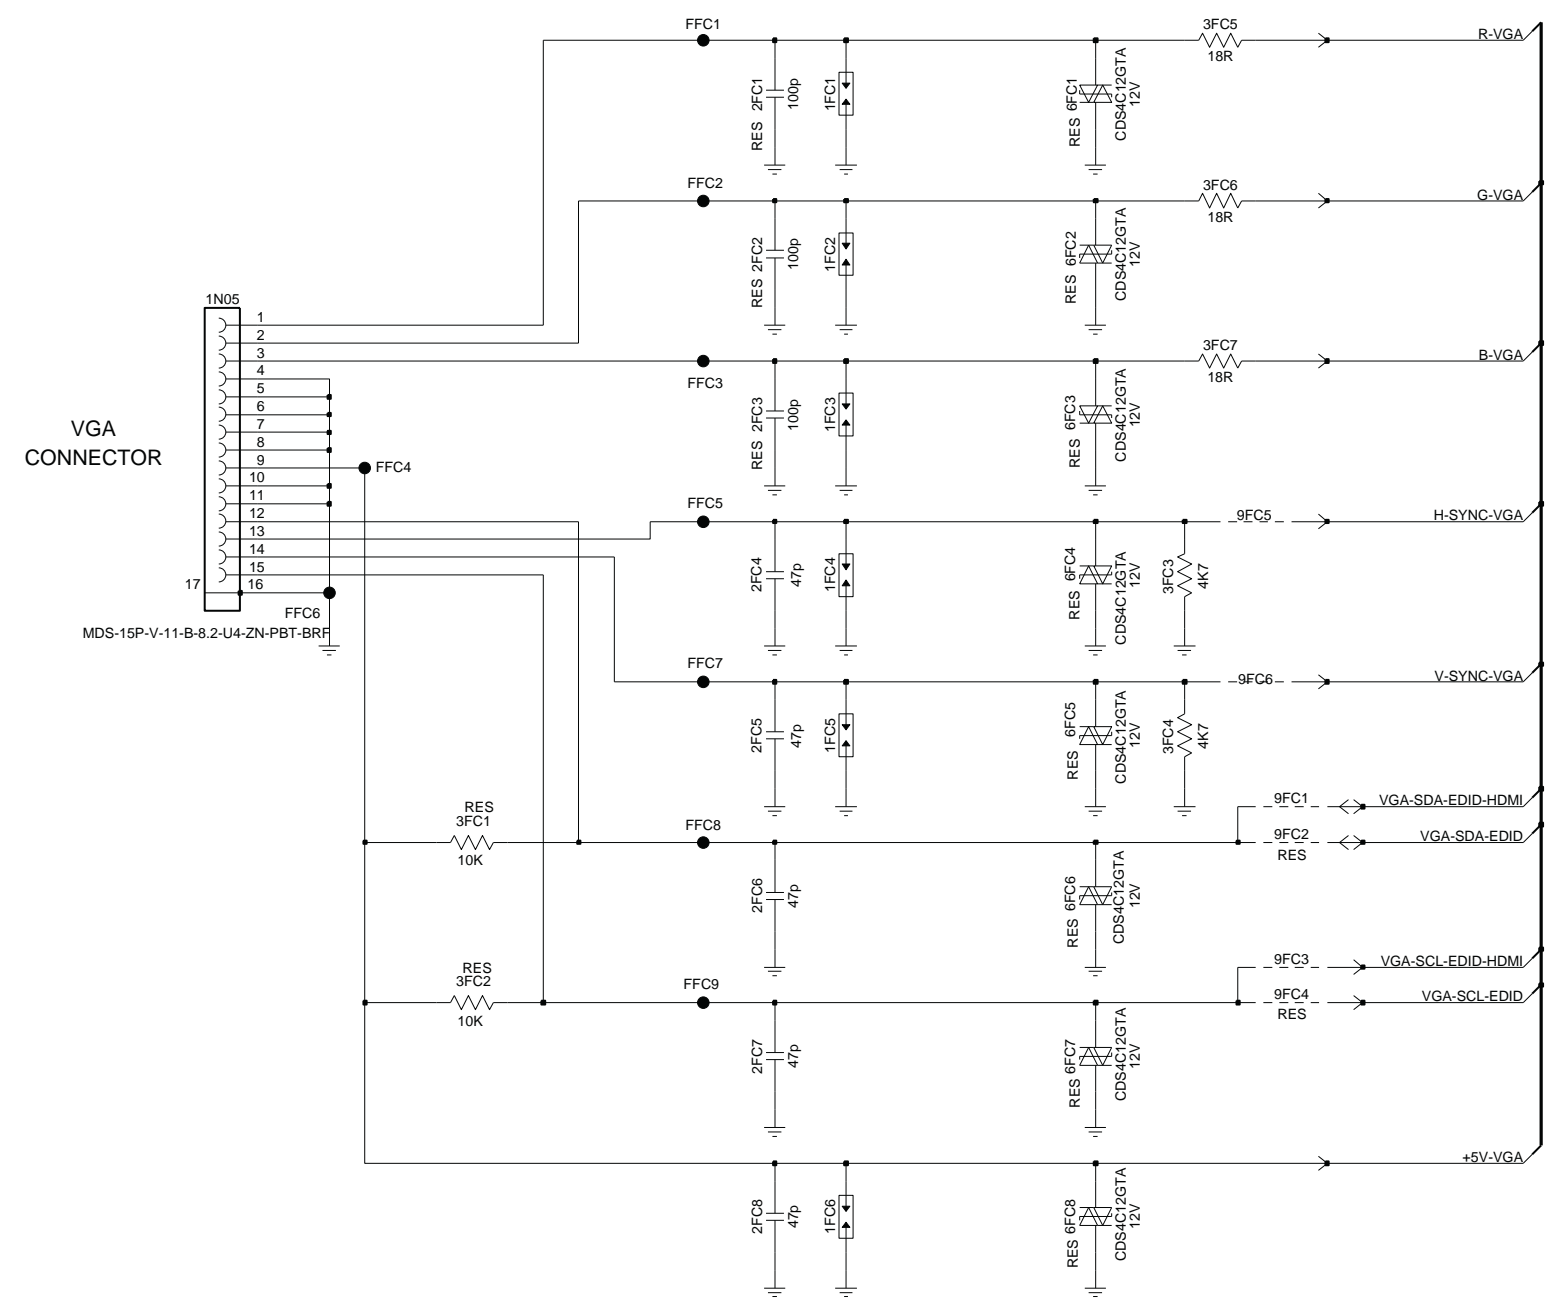 FFC1
3FC5
R-VGA
18R
RES 2FC1
100p
1FC1
RES 6FC1
CDS4C12GTA
12V
FFC2
3FC6
G-VGA
18R
RES 2FC2
100p
1FC2
RES 6FC2
CDS4C12GTA
12V
1N05
1
2
3
4
5
6
7
8
9
10
11
12
13
14
15
16
17
VGA
CONNECTOR
FFC4
FFC6
MDS-15P-V-11-B-8.2-U4-ZN-PBT-BRF
FFC3
3FC7
B-VGA
18R
RES 2FC3
100p
1FC3
RES 6FC3
CDS4C12GTA
12V
FFC5
9FC5
H-SYNC-VGA
2FC4
47p
1FC4
RES 6FC4
CDS4C12GTA
12V
3FC3
4K7
FFC7
9FC6
V-SYNC-VGA
2FC5
47p
1FC5
RES 6FC5
CDS4C12GTA
12V
3FC4
4K7
RES
3FC1
10K
FFC8
9FC1
VGA-SDA-EDID-HDMI
9FC2
VGA-SDA-EDID
RES
2FC6
47p
RES 6FC6
CDS4C12GTA
12V
RES
3FC2
10K
FFC9
9FC3
VGA-SCL-EDID-HDMI
9FC4
VGA-SCL-EDID
RES
2FC7
47p
RES 6FC7
CDS4C12GTA
12V
+5V-VGA
2FC8
47p
1FC6
RES 6FC8
CDS4C12GTA
12V